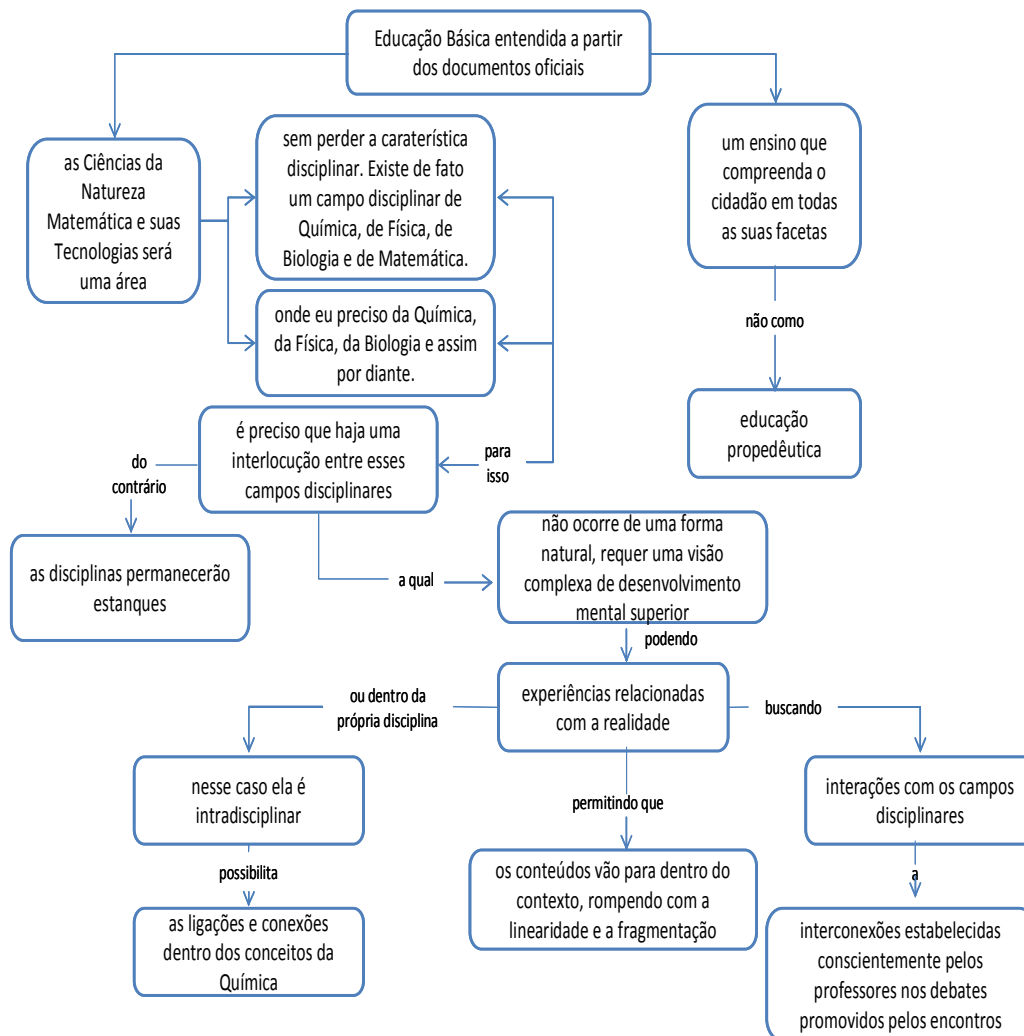 Educação Básica entendida a partir
dos documentos oficiais
as Ciências da
Natureza
Matemática e suas
Tecnologias será
uma área
sem perder a caraterística
disciplinar. Existe de fato
um campo disciplinar de
Química, de Física, de
Biologia e de Matemática.
um ensino que
compreenda o
cidadão em todas
as suas facetas
onde eu preciso da Química,
da Física, da Biologia e assim
por diante.
não como
educação
propedêutica
é preciso que haja uma
interlocução entre esses
campos disciplinares
para
isso
do
contrário
as disciplinas permanecerão
estanques
a qual
não ocorre de uma forma
natural, requer uma visão
complexa de desenvolvimento
mental superior
podendo
experiências relacionadas
com a realidade
ou dentro da
própria disciplina
buscando
nesse caso ela é
intradisciplinar
permitindo que
interações com os campos
disciplinares
possibilita
os conteúdos vão para dentro do
contexto, rompendo com a
linearidade e a fragmentação
a
as ligações e conexões
dentro dos conceitos da
Química
interconexões estabelecidas
conscientemente pelos
professores nos debates
promovidos pelos encontros